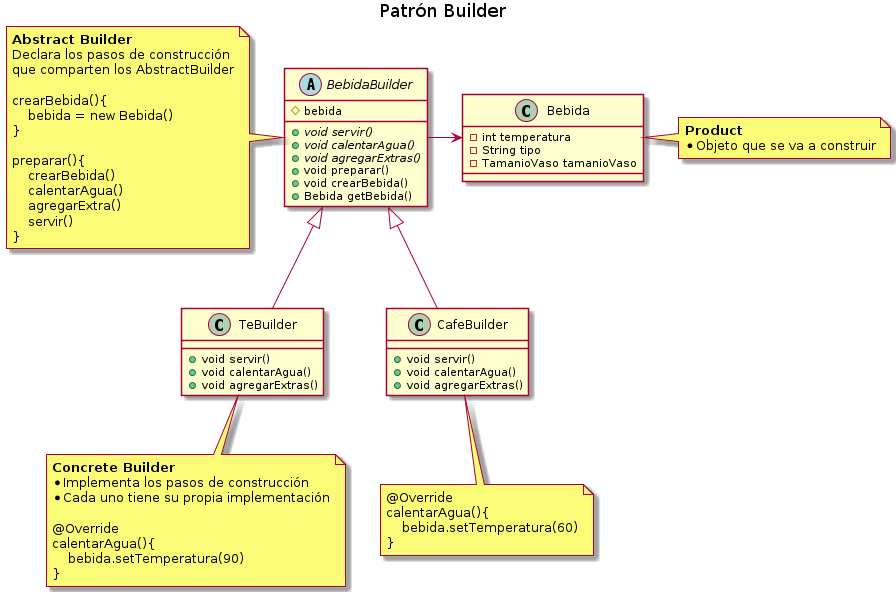 Patrón Builder
Abstract Builder
Declara los pasos de construcción
que comparten los AbstractBuilder
crearBebida(){
bebida = new Bebida()
}
preparar(){
crearBebida()
calentarAgua()
agregarExtra()
servir()
}
A BebidaBuilder
bebida
void servir()
void calentarAgua()
void agregarExtras()
void preparar()
void crearBebida()
Bebida getBebida()
C Bebida
int temperatura
String tipo
TamanioVaso tamanioVaso
Product
• Objeto que se va a construir
C TeBuilder
void servir()
void calentarAgua()
void agregarExtras()
C CafeBuilder
void servir()
void calentarAgua()
void agregarExtras()
Concrete Builder
• Implementa los pasos de construcción
• Cada uno tiene su propia implementación
@Override
calentarAgua(){
bebida.setTemperatura(90)
}
@Override
calentarAgua(){
bebida.setTemperatura(60)
}